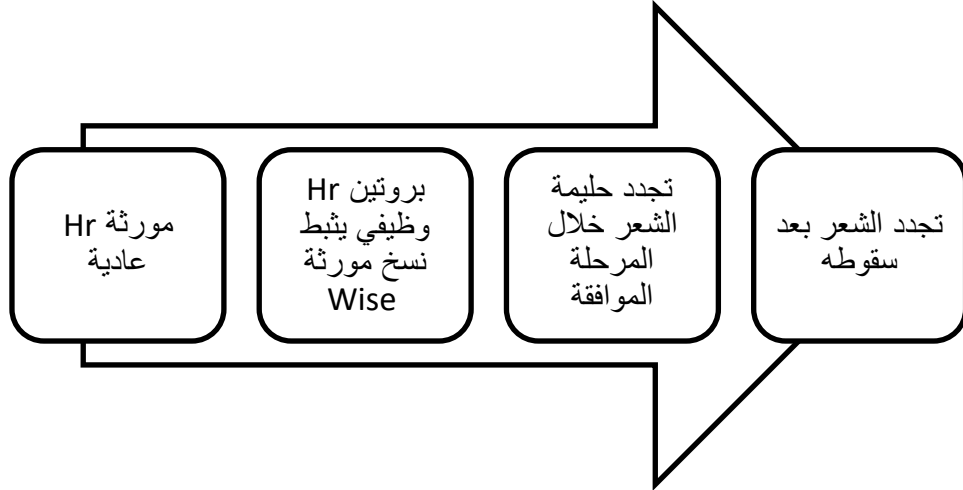 مورثة Hr
عادية
بروتين Hr
وظيفي يثبط
نسخ مورثة
Wise
تجدد حليمة
الشعر خلال
المرحلة
الموافقة
تجدد الشعر بعد
سقوطه